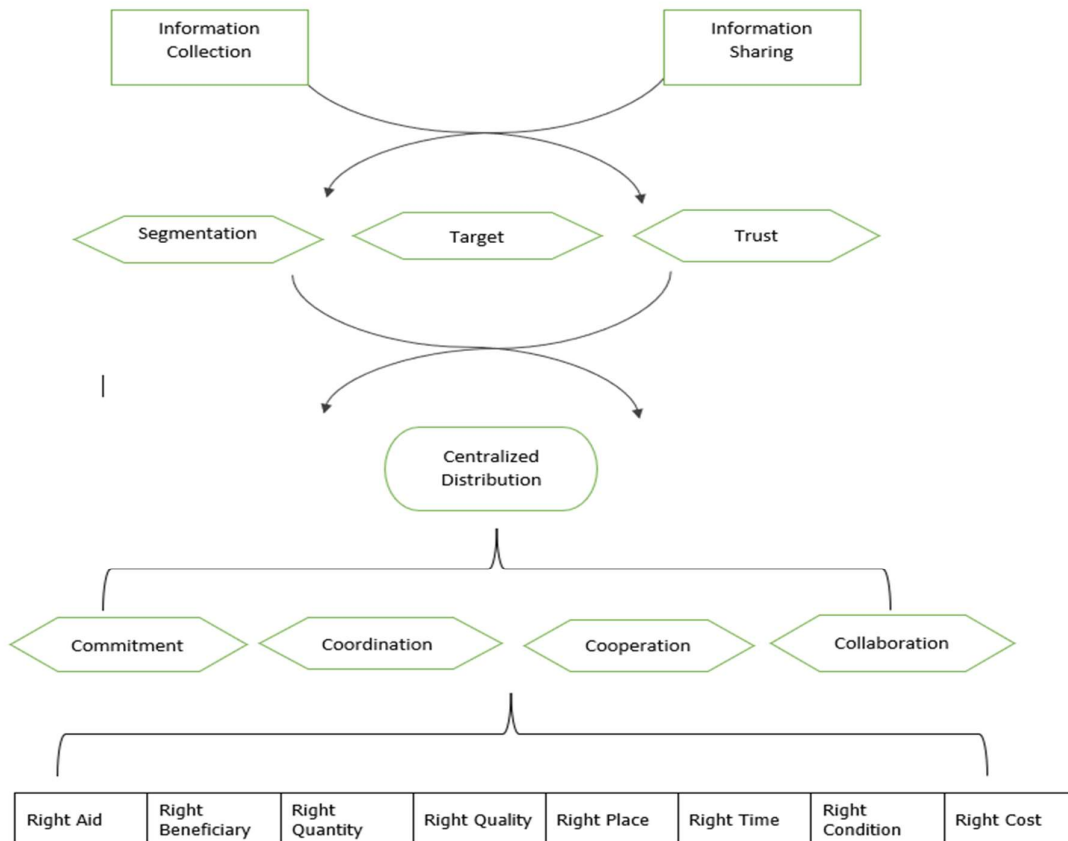 Information
Collection
Information
Sharing
Segmentation
Target
Trust
Centralized
Distribution
Commitment
Coordination
Cooperation
Collaboration
Right Aid
Right
Beneficiary
Right
Quantity
Right Quality
Right Place
Right Time
Right
Condition
Right Cost